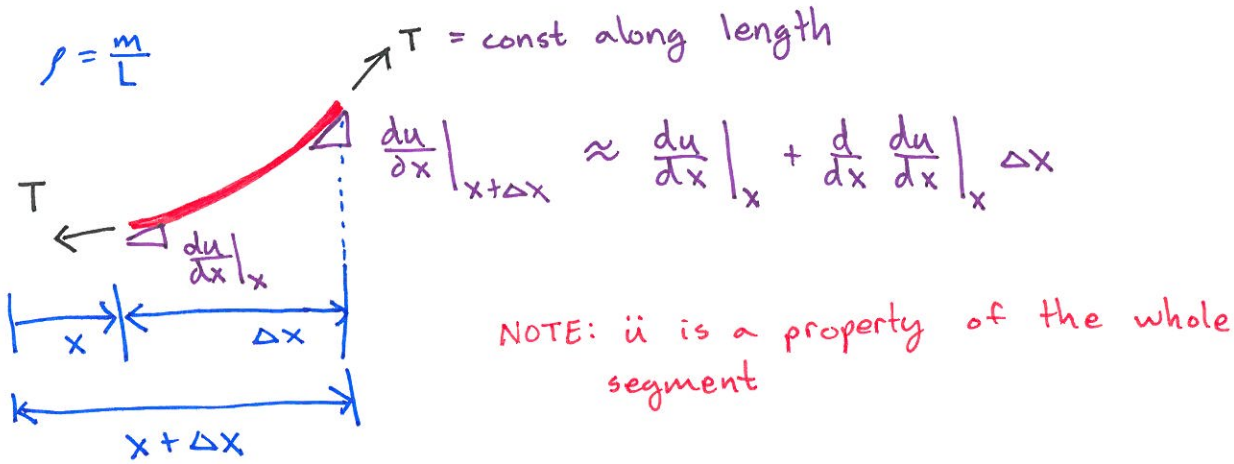 ρ = m/L
T = const along length
du/∂x |x+Δx ≈ du/dx |x + d/dx du/dx |x Δx
T
du/dx |x
x
Δx
NOTE: ü is a property of the whole
segment
x + Δx